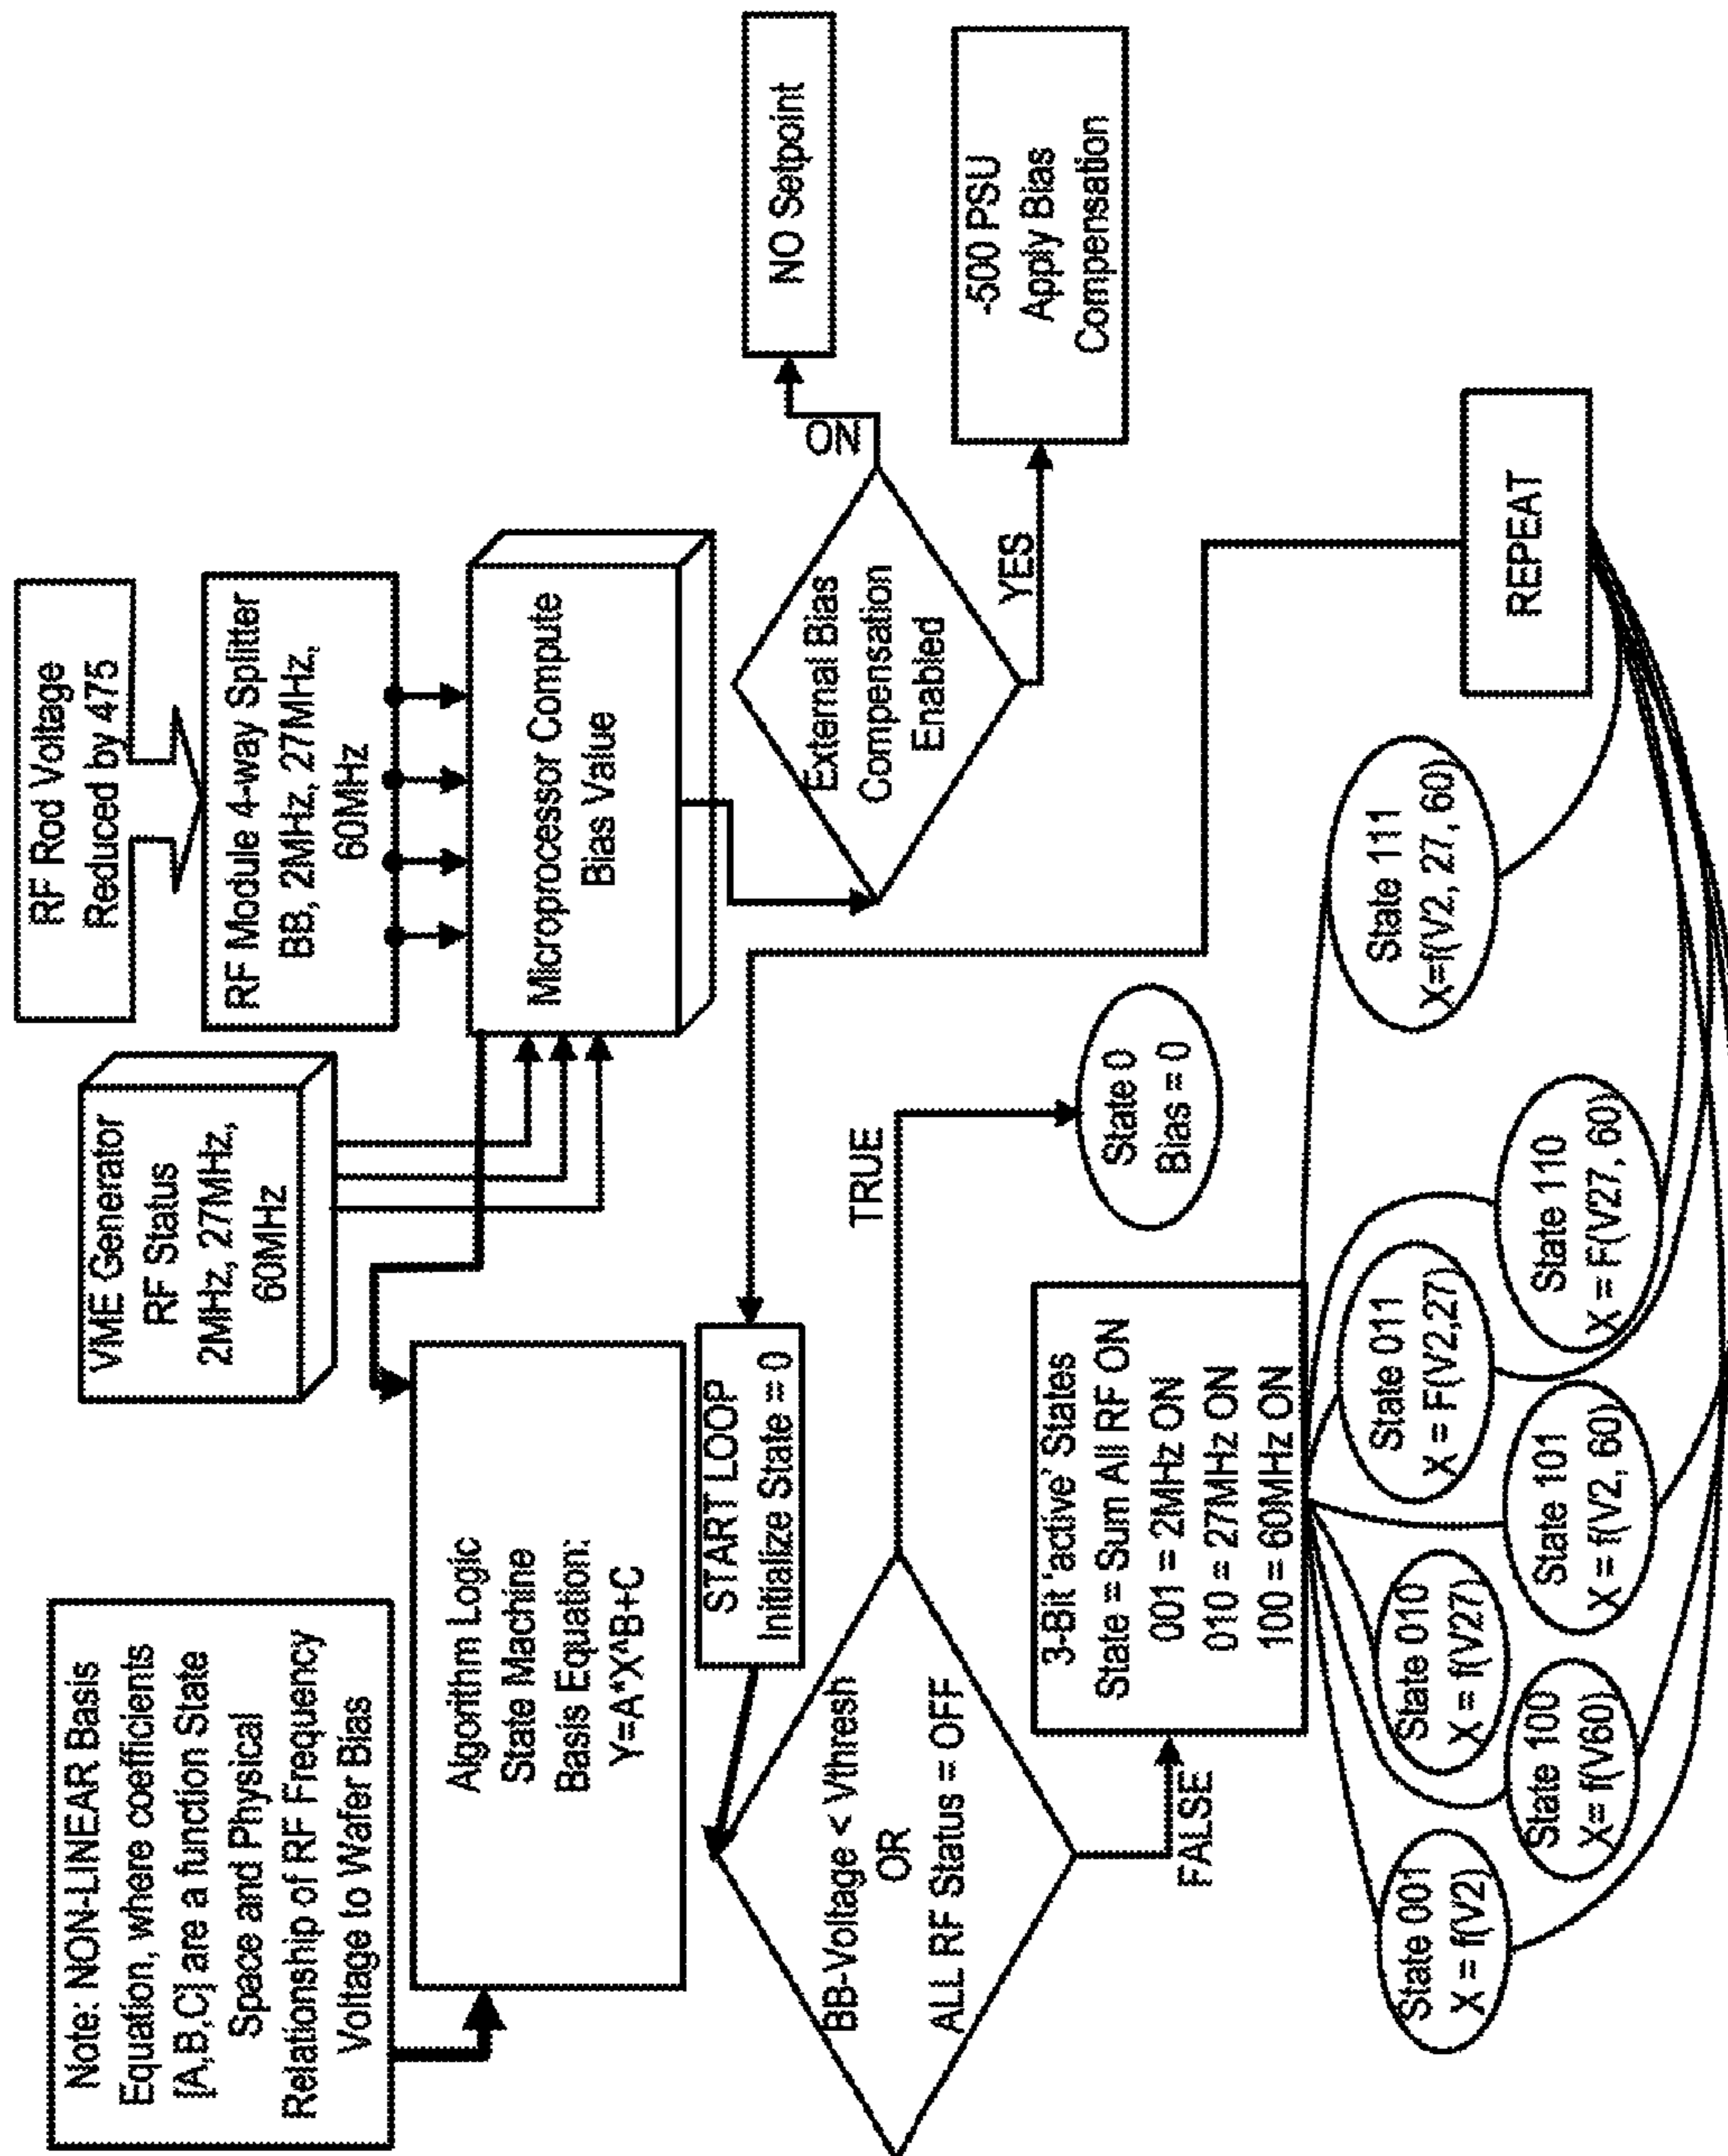 Note: NON-LINEAR Basis
Equation, where coefficients
[A,B,C] are a function State
Space and Physical
Relationship of RF Frequency
Voltage to Wafer Bias
VME Generator
RF Status
2MHz, 27MHz,
60MHz
RF Rod Voltage
Reduced by 475
RF Module 4-way Splitter
BB, 2MHz, 27MHz,
60MHz
Algorithm Logic
State Machine
Basis Equation:
Y=A*X^B+C
Microprocessor Compute
Bias Value
START LOOP
Initialize State = 0
External Bias
Compensation
Enabled
NO
NO Setpoint
YES
-500 PSU
Apply Bias
Compensation
BB-Voltage < Vthresh
OR
ALL RF Status = OFF
TRUE
State 0
Bias = 0
FALSE
3-Bit 'active' States
State = Sum All RF ON
001 = 2MHz ON
010 = 27MHz ON
100 = 60MHz ON
REPEAT
State 001
X = f(V2)
State 100
X= f(V60)
State 010
X = f(V27)
State 101
X = f(V2, 60)
State 011
X = F(V2,27)
State 110
X = F(V27, 60)
State 111
X=f(V2, 27, 60)